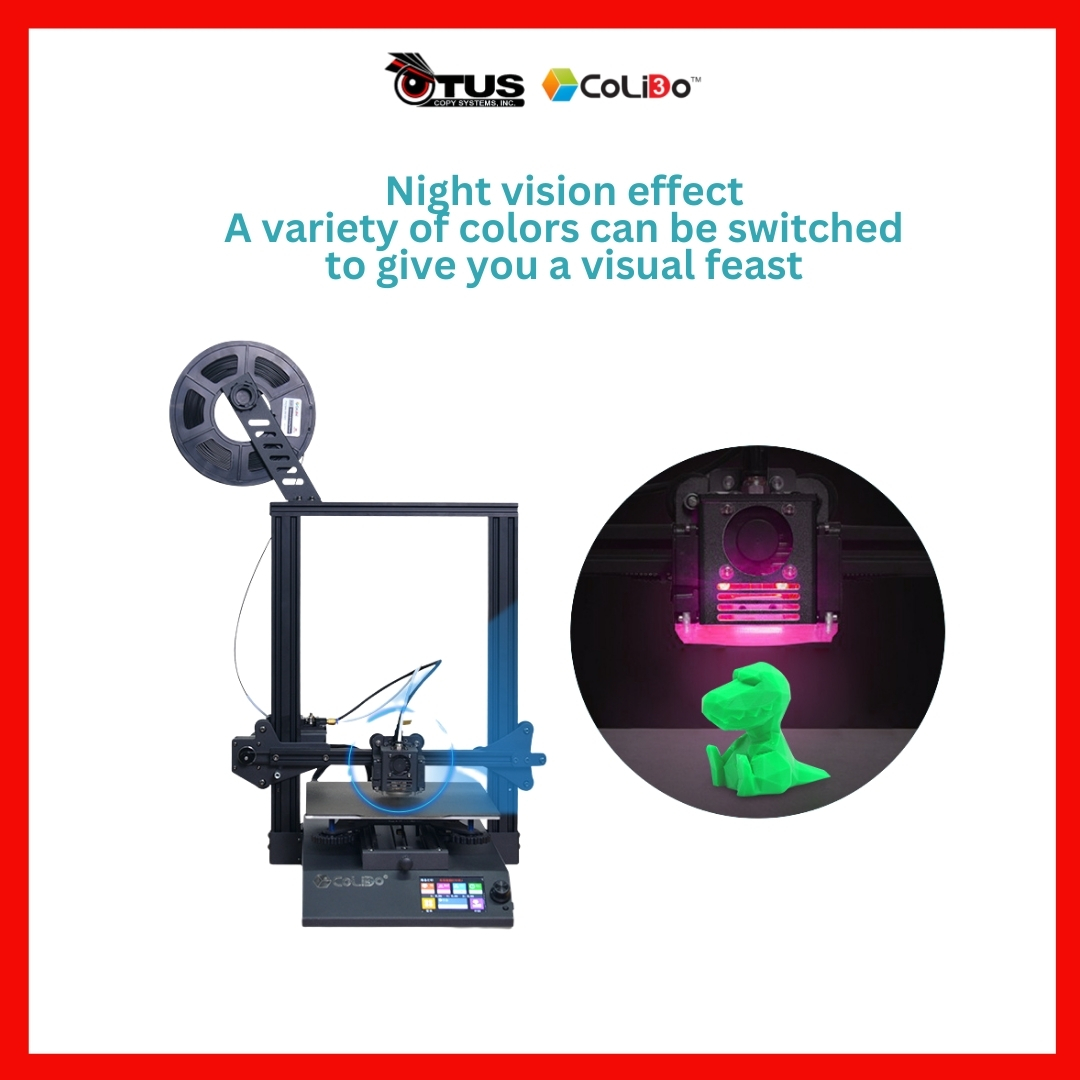 OTUS
COPY SYSTEMS, INC.
CoLiDo™
Night vision effect
A variety of colors can be switched
to give you a visual feast
CoLiDo®